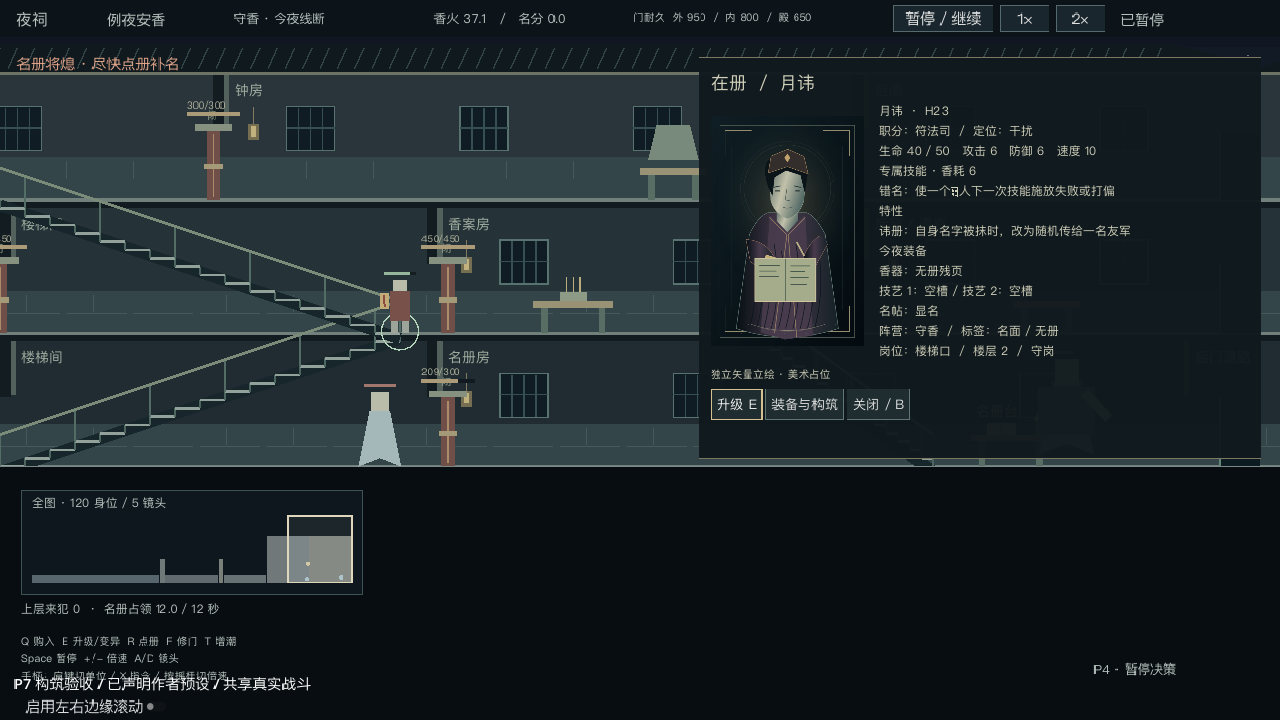 夜祠
例夜安香
守香 · 今夜线断
香火 37.1 / 名分 0.0
门耐久 外 950 / 内 800 / 殿 650
暂停 / 继续
1×
2×
已暂停
名册将熄 · 尽快点册补名
钟房
300/300
香案房
450/450
楼梯间
名册房
209/300
在册 / 月讳
月讳 · H23
职分: 符法司 / 定位: 干扰
生命 40 / 50 攻击 6 防御 6 速度 10
专属技能 · 香耗 6
错名: 使一个敌人下一次技能施放失败或打偏
特性
讳册: 自身名字被抹时, 改为随机传给一名友军
今夜装备
香器: 无册残页
技艺 1: 空槽 / 技艺 2: 空槽
名帖: 显名
阵营: 守香 / 标签: 名面 / 无册
岗位: 楼梯口 / 楼层 2 / 守岗
独立矢量立绘 · 美术占位
升级 E
装备与构筑
关闭 / B
全图 · 120 身位 / 5 镜头
上层来犯 0 · 名册占领 12.0 / 12 秒
Q 购入 E 升级/变异 R 点册 F 修门 T 增潮
Space 暂停 +/− 倍速 A/D 镜头
P7 构筑验收 / 已声明作者预设 / 共享真实战斗
启用左右边缘滚动
P4 - 暂停决策